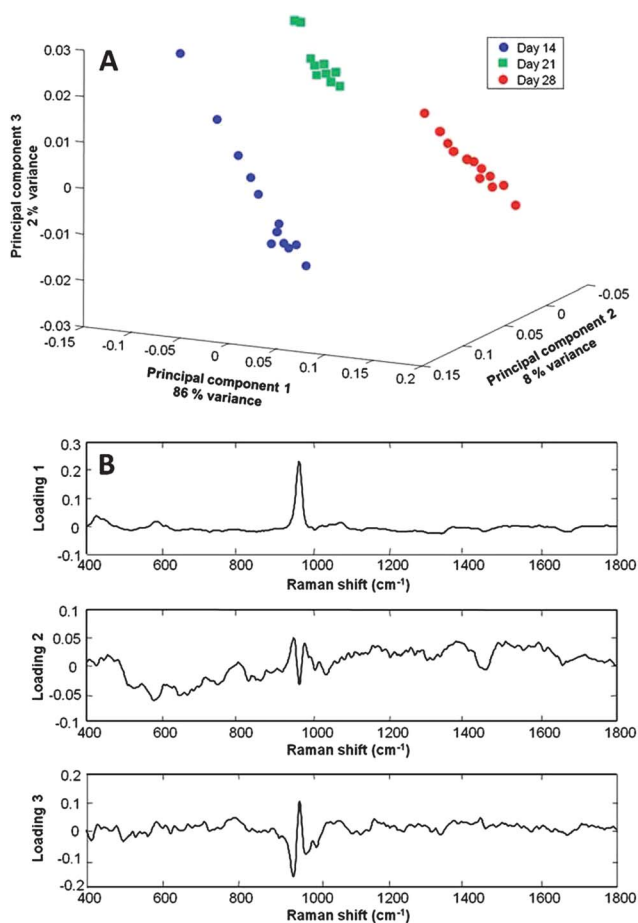 A
Day 14
Day 21
Day 28
0.03
0.02
0.01
0
-0.01
-0.02
-0.03
Principal component 3
2 % variance
-0.15
-0.1
-0.05
0
0.05
0.1
0.15
0.2
Principal component 1
86 % variance
0.15
0.1
0.05
0
-0.05
Principal component 2
8 % variance
B
0.3
0.2
0.1
0
-0.1
Loading 1
400 600 800 1000 1200 1400 1600 1800
Raman shift (cm-1)
0.1
0.05
0
-0.05
-0.1
Loading 2
400 600 800 1000 1200 1400 1600 1800
Raman shift (cm-1)
0.2
0.1
0
-0.1
-0.2
Loading 3
400 600 800 1000 1200 1400 1600 1800
Raman shift (cm-1)